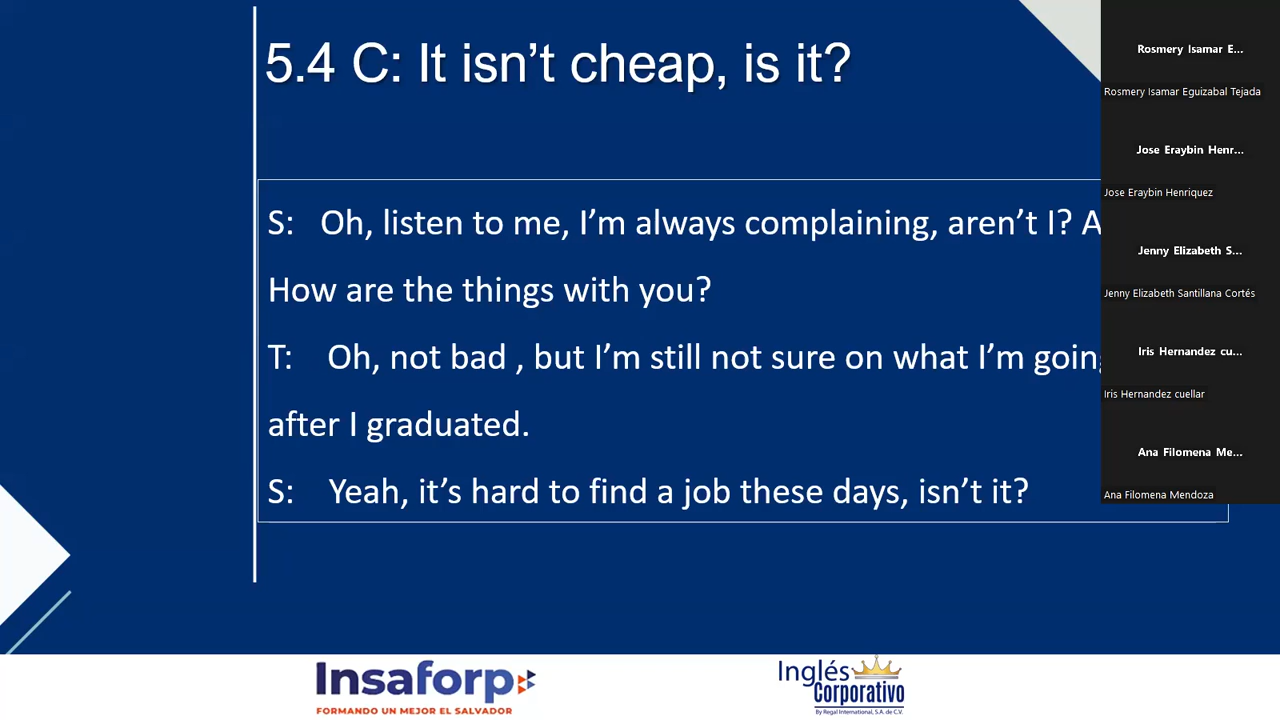 5.4 C: It isn’t cheap, is it?
S: Oh, listen to me, I’m always complaining, aren’t I?
How are the things with you?
T: Oh, not bad , but I’m still not sure on what I’m
after I graduated.
S: Yeah, it’s hard to find a job these days, isn’t it?
Rosmery Isamar E...
Rosmery Isamar Eguizabal Tejada
Jose Eraybin Henr...
Jose Eraybin Henriquez
Jenny Elizabeth S...
Jenny Elizabeth Santillana Cortés
Iris Hernandez cu...
Iris Hernandez cuellar
Ana Filomena Me...
Ana Filomena Mendoza
Insaforp
FORMANDO UN MEJOR EL SALVADOR
Inglés
Corporativo
By Regal International, S.A. de C.V.